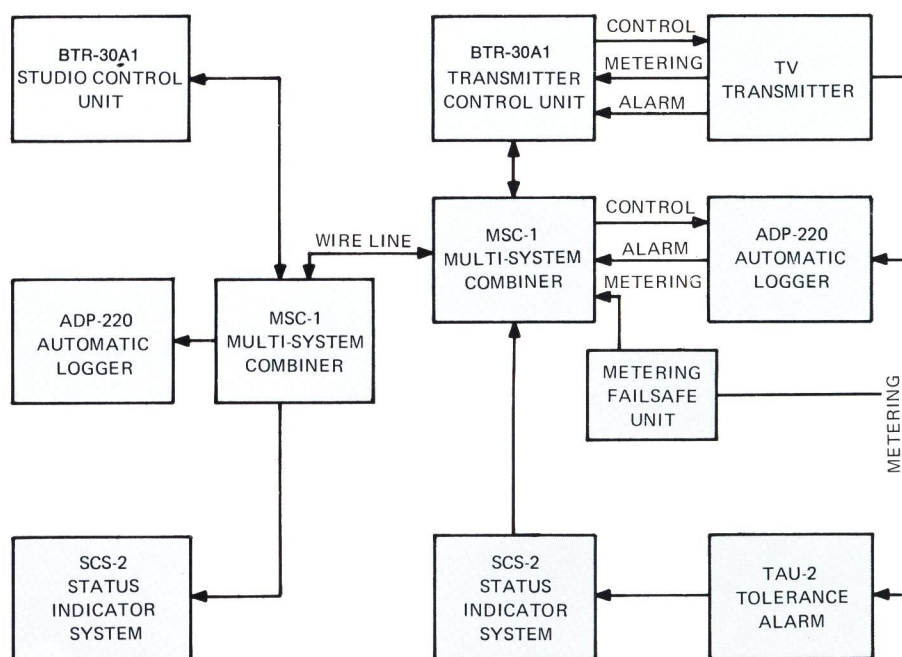 BTR-30A1
STUDIO CONTROL
UNIT
BTR-30A1
TRANSMITTER
CONTROL UNIT
CONTROL
METERING
ALARM
TV
TRANSMITTER
WIRE LINE
MSC-1
MULTI-SYSTEM
COMBINER
CONTROL
ALARM
METERING
ADP-220
AUTOMATIC
LOGGER
ADP-220
AUTOMATIC
LOGGER
MSC-1
MULTI-SYSTEM
COMBINER
METERING
FAILSAFE
UNIT
METERING
SCS-2
STATUS
INDICATOR
SYSTEM
SCS-2
STATUS
INDICATOR
SYSTEM
TAU-2
TOLERANCE
ALARM